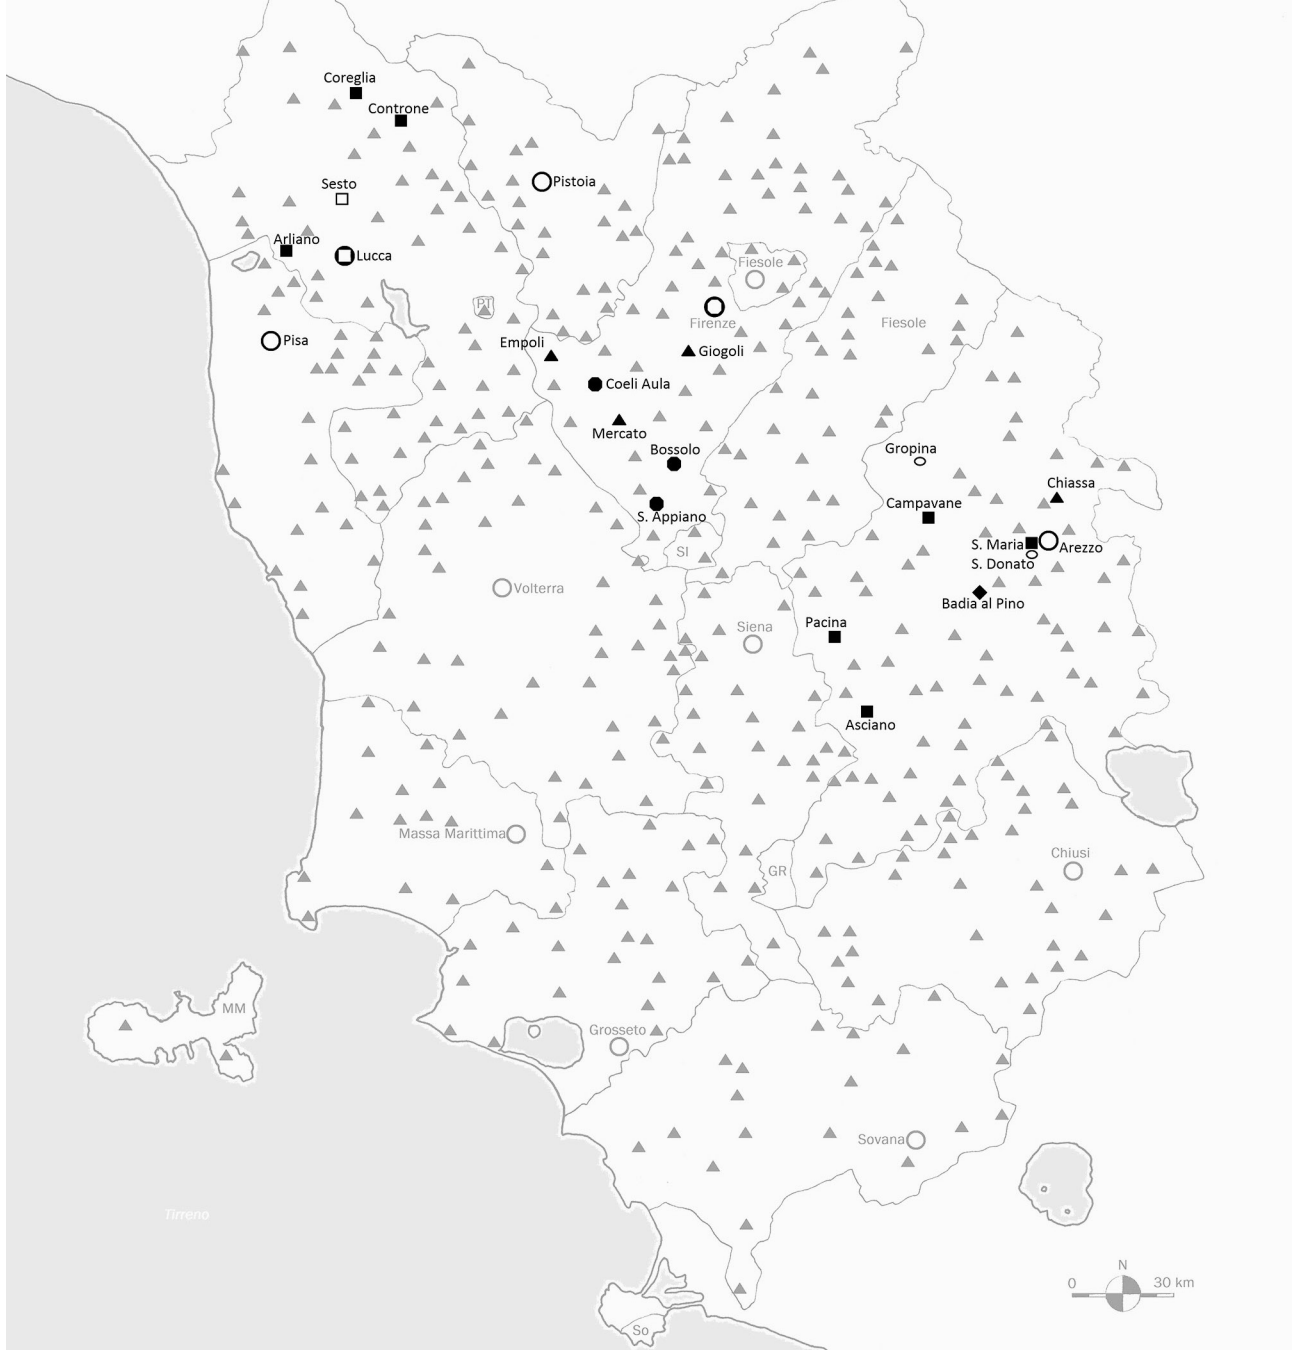 Coreglia
Controne
Sesto
Pistoia
Arliano
Lucca
Fiesole
PT
Firenze
Fiesole
Pisa
Empoli
Giogoli
Coeli Aula
Mercato
Bossolo
Gropina
Chiassa
Campavane
S. Appiano
S. Maria
Arezzo
SI
S. Donato
Volterra
Badia al Pino
Siena
Pacina
Asciano
Massa Marittima
Chiusi
GR
MM
Grosseto
Sovana
Tirreno
N
0
30 km
So